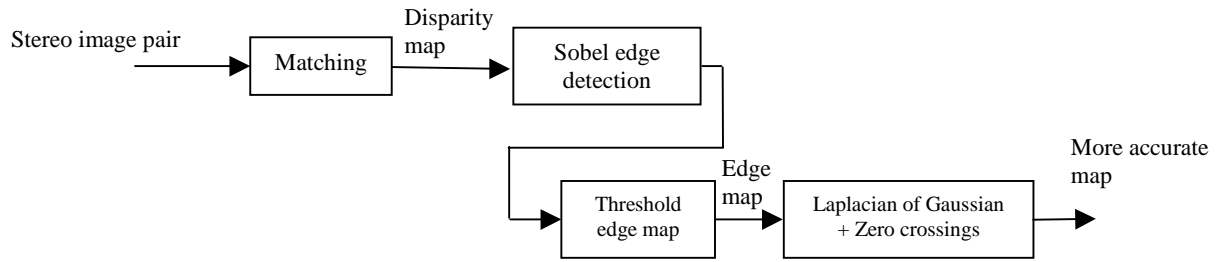 Stereo image pair
Matching
Disparity
map
Sobel edge
detection
Threshold
edge map
Edge
map
Laplacian of Gaussian
+ Zero crossings
More accurate
map